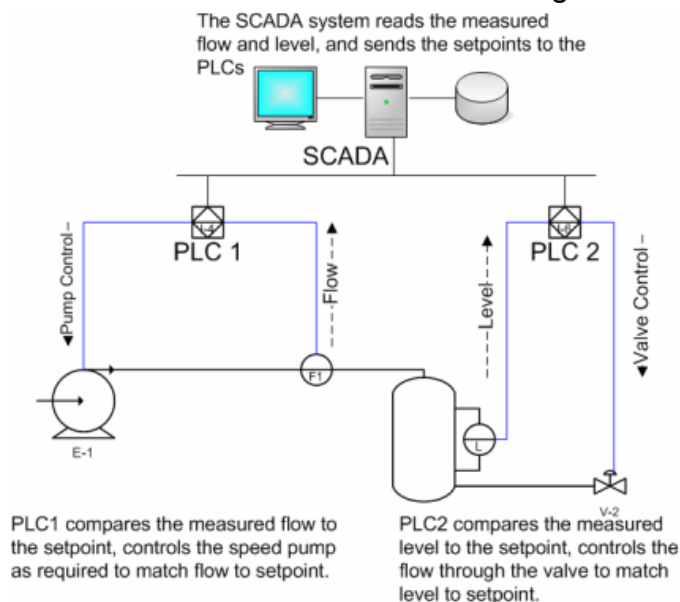 The SCADA system reads the measured
flow and level, and sends the setpoints to the
PLCs
SCADA
I-4
PLC 1
I-6
PLC 2
Pump Control
Flow
Level
Valve Control
F1
E-1
L
V-2
PLC1 compares the measured flow to
the setpoint, controls the speed pump
as required to match flow to setpoint.
PLC2 compares the measured
level to the setpoint, controls the
flow through the valve to match
level to setpoint.